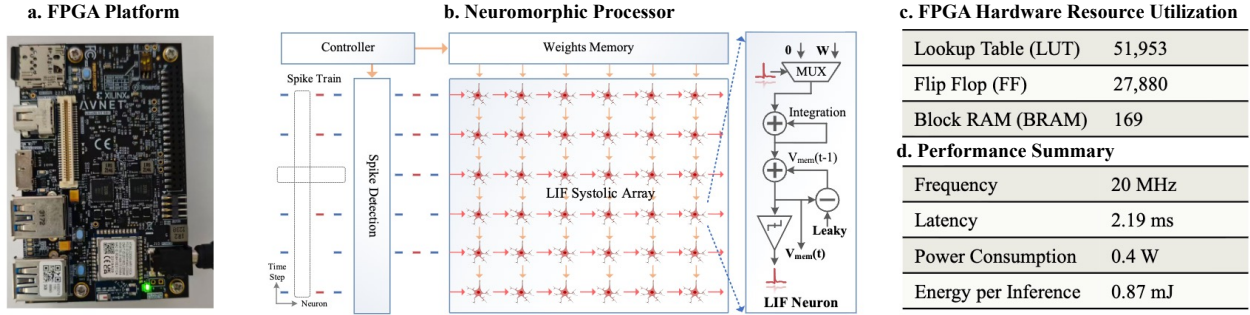 a. FPGA Platform
XILINX
AVNET
CE
b. Neuromorphic Processor
Controller
Weights Memory
Spike Train
Spike Detection
LIF Systolic Array
Time
Step
Neuron
0 W
MUX
Integration
Vmem(t-1)
Leaky
Vmem(t)
LIF Neuron
c. FPGA Hardware Resource Utilization
Lookup Table (LUT) 51,953
Flip Flop (FF) 27,880
Block RAM (BRAM) 169
d. Performance Summary
Frequency 20 MHz
Latency 2.19 ms
Power Consumption 0.4 W
Energy per Inference 0.87 mJ